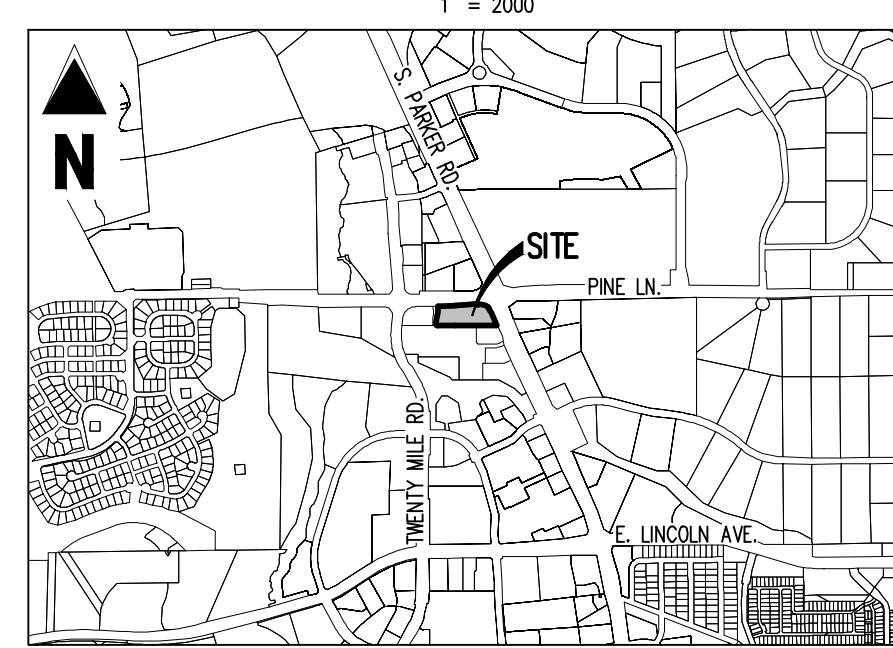 1" = 2000'
N
S. PARKER RD.
SITE
PINE LN.
TWENTY MILE RD.
E. LINCOLN AVE.